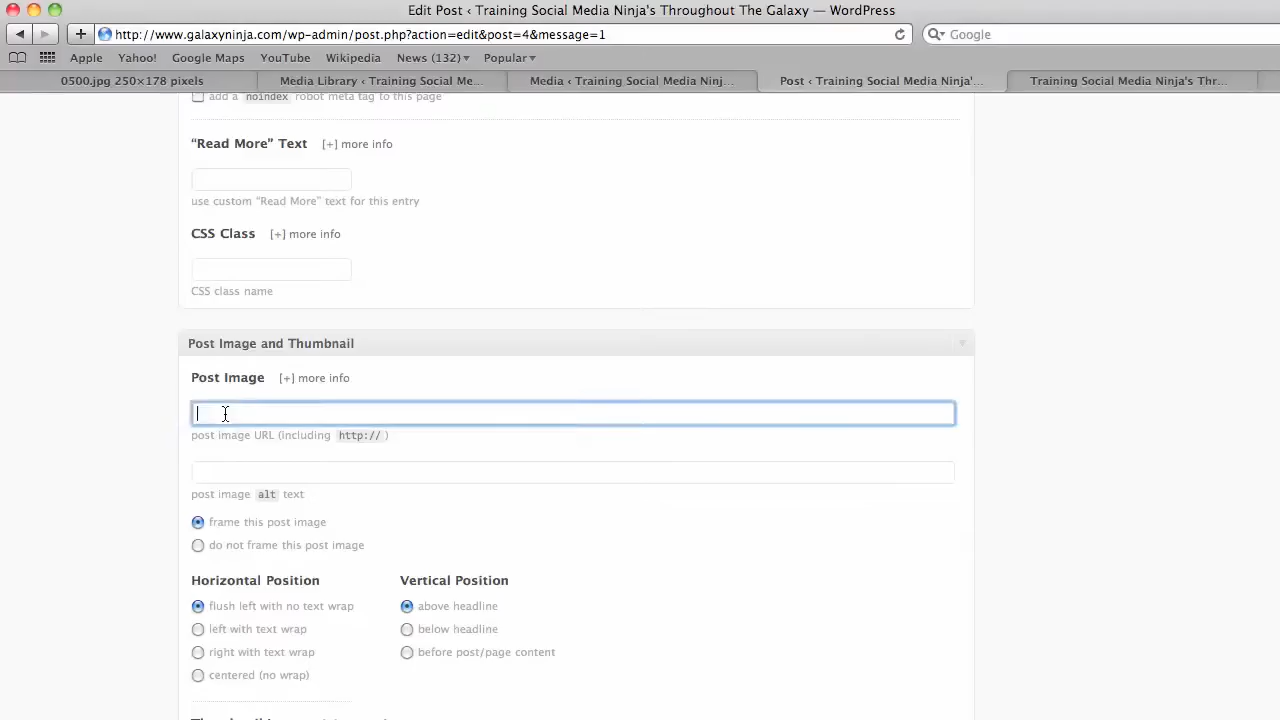 Edit Post ‹ Training Social Media Ninja's Throughout The Galaxy — WordPress
http://www.galaxyninja.com/wp-admin/post.php?action=edit&post=4&message=1
Google
Apple Yahoo! Google Maps YouTube Wikipedia News (132)▾ Popular▾
0500.jpg 250×178 pixels
Media Library ‹ Training Social Me...
Media ‹ Training Social Media Ninj...
Post ‹ Training Social Media Ninja'...
Training Social Media Ninja's Thr...
add a noindex robot meta tag to this page
“Read More” Text [+] more info
use custom “Read More” text for this entry
CSS Class [+] more info
CSS class name
Post Image and Thumbnail
Post Image [+] more info
post image URL (including http:// )
post image alt text
frame this post image
do not frame this post image
Horizontal Position
flush left with no text wrap
left with text wrap
right with text wrap
centered (no wrap)
Vertical Position
above headline
below headline
before post/page content